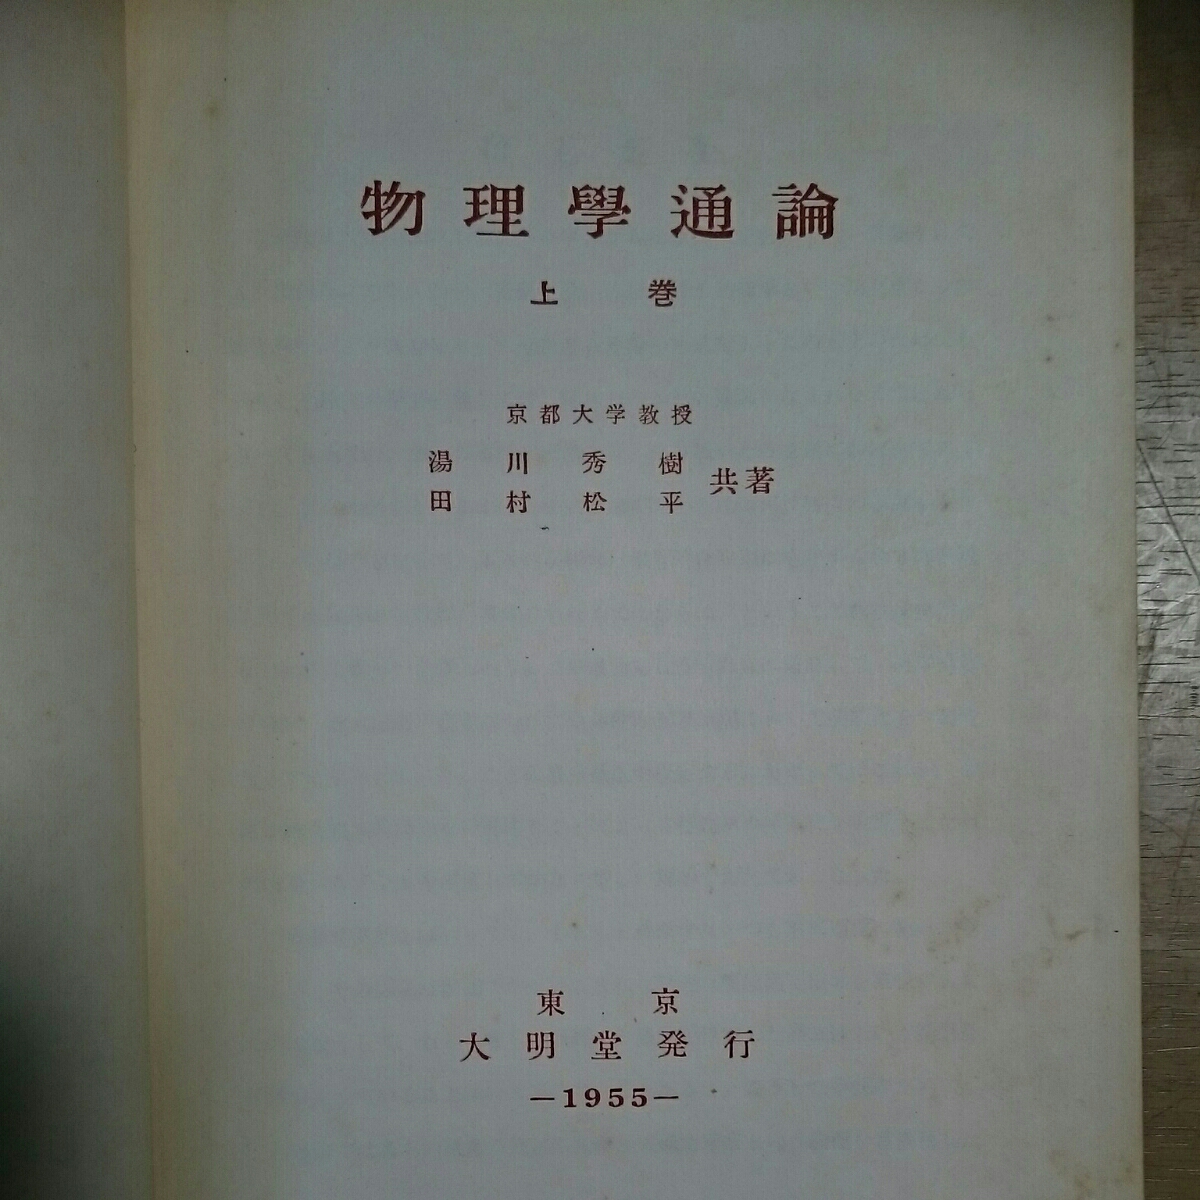 物理學通論
上巻
京都大学教授
湯川秀樹
田村松平
共著
東京
大明堂発行
—1955—